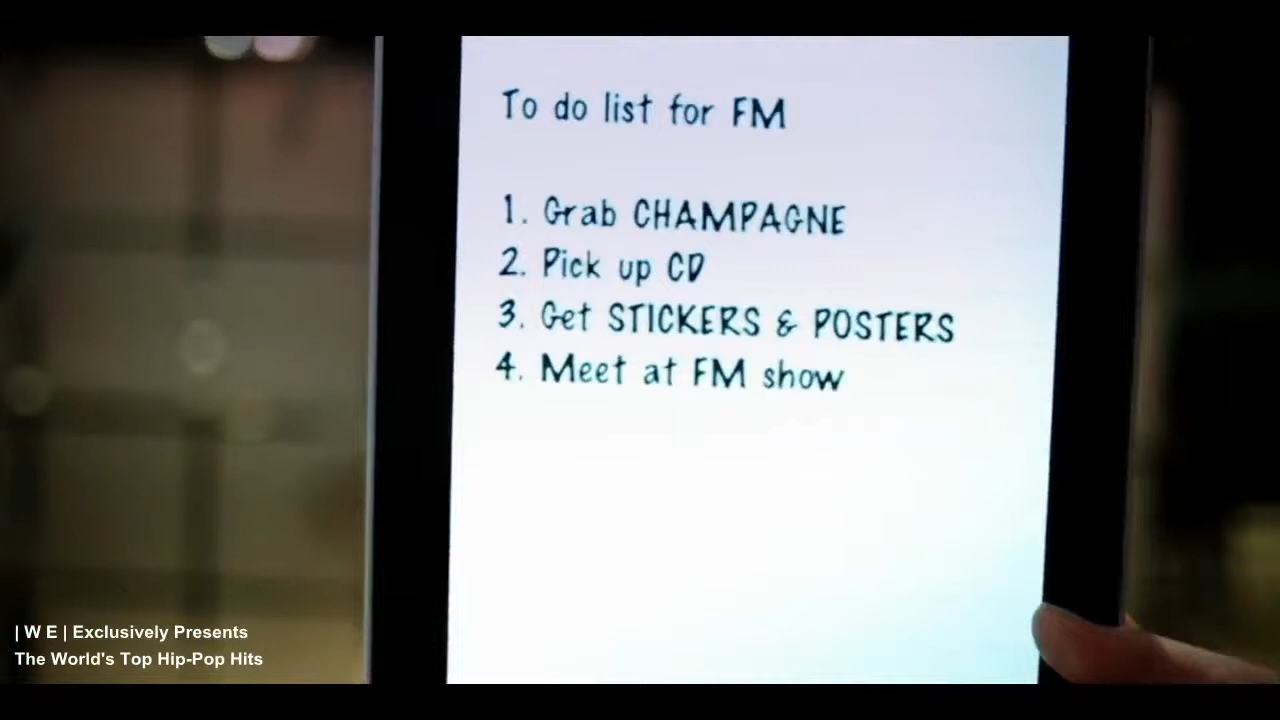 To do list for FM
1. Grab CHAMPAGNE
2. Pick up CD
3. Get STICKERS & POSTERS
4. Meet at FM show
| W E | Exclusively Presents
The World's Top Hip-Pop Hits